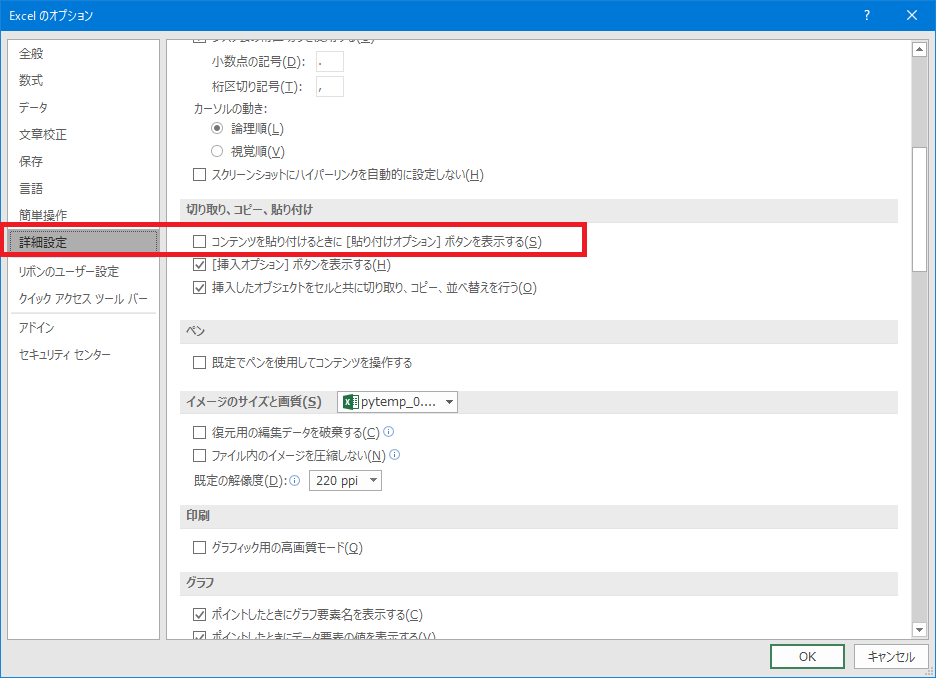 Excel のオプション
?
全般
数式
データ
文章校正
保存
言語
簡単操作
詳細設定
リボンのユーザー設定
クイック アクセス ツール バー
アドイン
セキュリティ センター
小数点の記号(D): .
桁区切り記号(T): ,
カーソルの動き:
論理順(L)
視覚順(V)
スクリーンショットにハイパーリンクを自動的に設定しない(H)
切り取り、コピー、貼り付け
コンテンツを貼り付けるときに [貼り付けオプション] ボタンを表示する(S)
[挿入オプション] ボタンを表示する(H)
挿入したオブジェクトをセルと共に切り取り、コピー、並べ替えを行う(O)
ペン
既定でペンを使用してコンテンツを操作する
イメージのサイズと画質(S) pytemp_0....
復元用の編集データを破棄する(C)
ファイル内のイメージを圧縮しない(N)
既定の解像度(D): 220 ppi
印刷
グラフィック用の高画質モード(Q)
グラフ
ポイントしたときにグラフ要素名を表示する(C)
ポイントしたときにデータ要素の値を表示する(V)
OK
キャンセル